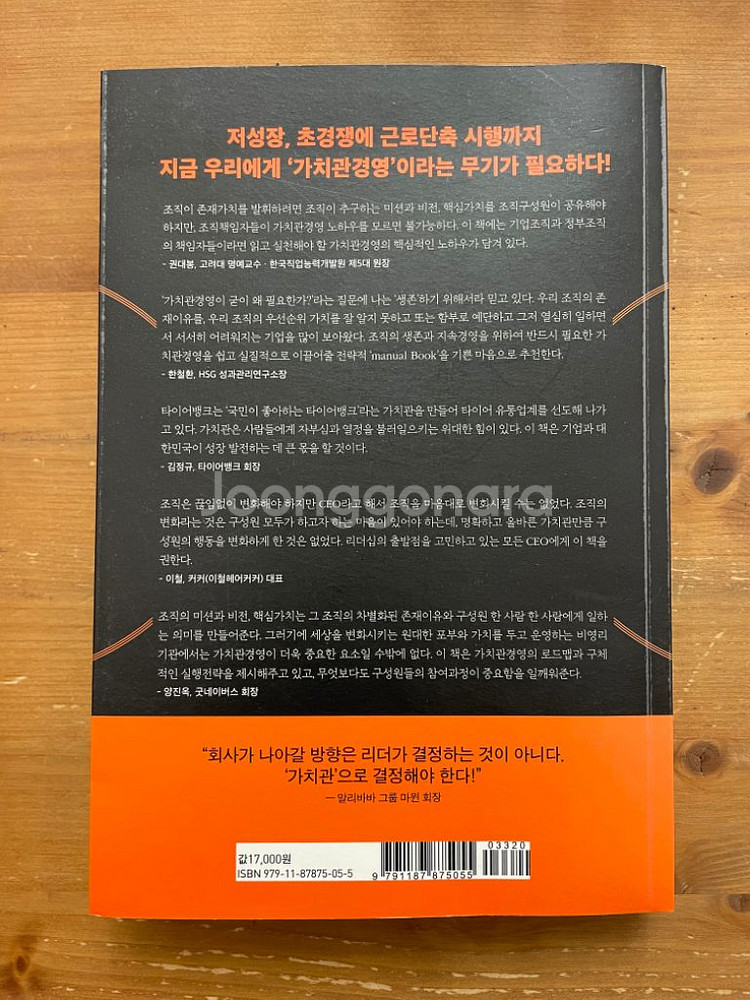 저성장, 초경쟁에 근로단축 시행까지
지금 우리에게 ‘가치관경영’이라는 무기가 필요하다!
조직이 존재가치를 발휘하려면 조직이 추구하는 미션과 비전, 핵심가치를 조직구성원이 공유해야
하지만, 조직책임자들이 가치관경영 노하우를 모르면 불가능하다. 이 책에는 기업조직과 정부조직
의 책임자들이라면 읽고 실천해야 할 가치관경영의 핵심적인 노하우가 담겨 있다.
- 권대봉, 고려대 명예교수 · 한국직업능력개발원 제5대 원장
‘가치관경영이 굳이 왜 필요한가?’라는 질문에 나는 ‘생존’하기 위해서라 믿고 있다. 우리 조직의 존
재이유를, 우리 조직의 우선순위 가치를 잘 알지 못하고 또는 함부로 예단하고 그저 열심히 일하면
서 서서히 어려워지는 기업을 많이 보아왔다. 조직의 생존과 지속경영을 위하여 반드시 필요한 가
치관경영을 쉽고 실질적으로 이끌어줄 전략적 ‘manual Book’을 기쁜 마음으로 추천한다.
- 한철환, HSG 성과관리연구소장
타이어뱅크는 ‘국민이 좋아하는 타이어뱅크’라는 가치관을 만들어 타이어 유통업계를 선도해 나가
고 있다. 가치관은 사람들에게 자부심과 열정을 불러일으키는 위대한 힘이 있다. 이 책은 기업과 대
한민국이 성장 발전하는 데 큰 몫을 할 것이다.
- 김정규, 타이어뱅크 회장
joonggonara
조직은 끊임없이 변화해야 하지만 CEO라고 해서 조직을 마음대로 변화시킬 수는 없었다. 조직의
변화라는 것은 구성원 모두가 하고자 하는 마음이 있어야 하는데, 명확하고 올바른 가치관만큼 구
성원의 행동을 변화하게 한 것은 없었다. 리더십의 출발점을 고민하고 있는 모든 CEO에게 이 책을
권한다.
- 이철, 커커(이철헤어커커) 대표
조직의 미션과 비전, 핵심가치는 그 조직의 차별화된 존재이유와 구성원 한 사람 한 사람에게 일하
는 의미를 만들어준다. 그러기에 세상을 변화시키는 원대한 포부와 가치를 두고 운영하는 비영리
기관에서는 가치관경영이 더욱 중요한 요소일 수밖에 없다. 이 책은 가치관경영의 로드맵과 구체
적인 실행전략을 제시해주고 있고, 무엇보다도 구성원들의 참여과정이 중요함을 일깨워준다.
- 양진옥, 굿네이버스 회장
“회사가 나아갈 방향은 리더가 결정하는 것이 아니다.
‘가치관’으로 결정해야 한다!”
— 알리바바 그룹 마윈 회장
값 17,000원
ISBN 979-11-87875-05-5
9 791187 875055
03320